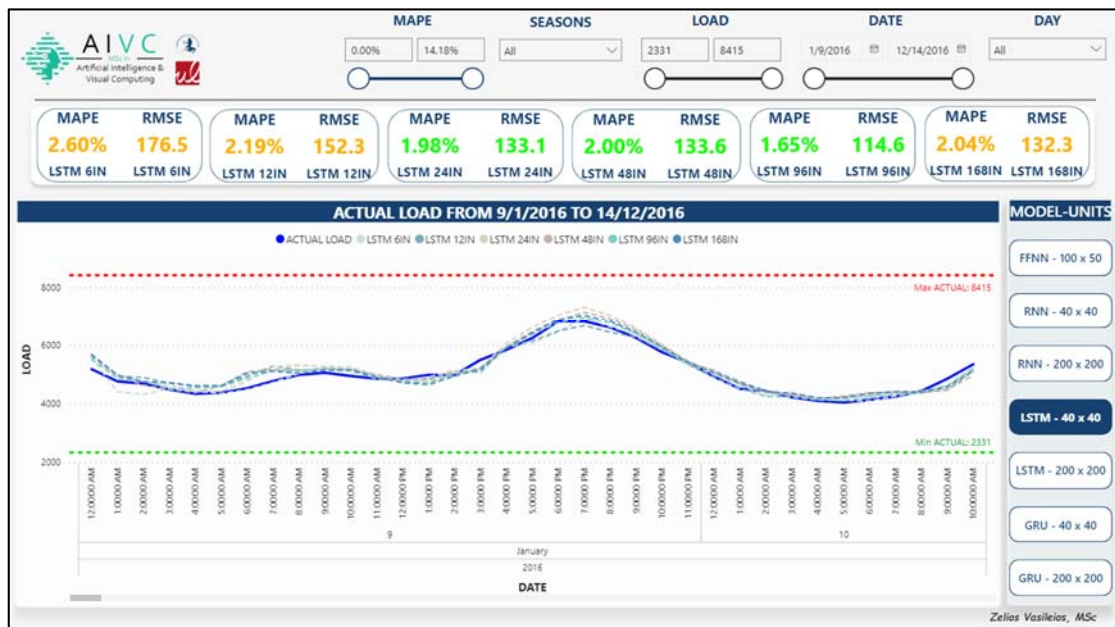 AIVC
MSc in
Artificial Intelligence &
Visual Computing
ul
MAPE
0.00% 14.18%
SEASONS
All
LOAD
2331 8415
DATE
1/9/2016 12/14/2016
DAY
All
MAPE RMSE
2.60% 176.5
LSTM 6IN LSTM 6IN
MAPE RMSE
2.19% 152.3
LSTM 12IN LSTM 12IN
MAPE RMSE
1.98% 133.1
LSTM 24IN LSTM 24IN
MAPE RMSE
2.00% 133.6
LSTM 48IN LSTM 48IN
MAPE RMSE
1.65% 114.6
LSTM 96IN LSTM 96IN
MAPE RMSE
2.04% 132.3
LSTM 168IN LSTM 168IN
ACTUAL LOAD FROM 9/1/2016 TO 14/12/2016
ACTUAL LOAD LSTM 6IN LSTM 12IN LSTM 24IN LSTM 48IN LSTM 96IN LSTM 168IN
8000
Max ACTUAL: 8415
6000
LOAD
4000
Min ACTUAL: 2331
2000
12:00:00 AM
1:00:00 AM
2:00:00 AM
3:00:00 AM
4:00:00 AM
5:00:00 AM
6:00:00 AM
7:00:00 AM
8:00:00 AM
9:00:00 AM
10:00:00 AM
11:00:00 AM
12:00:00 PM
1:00:00 PM
2:00:00 PM
3:00:00 PM
4:00:00 PM
5:00:00 PM
6:00:00 PM
7:00:00 PM
8:00:00 PM
9:00:00 PM
10:00:00 PM
11:00:00 PM
12:00:00 AM
1:00:00 AM
2:00:00 AM
3:00:00 AM
4:00:00 AM
5:00:00 AM
6:00:00 AM
7:00:00 AM
8:00:00 AM
9:00:00 AM
10:00:00 AM
9 10
January
2016
DATE
MODEL-UNITS
FFNN - 100 x 50
RNN - 40 x 40
RNN - 200 x 200
LSTM - 40 x 40
LSTM - 200 x 200
GRU - 40 x 40
GRU - 200 x 200
Zelios Vasileios, MSc